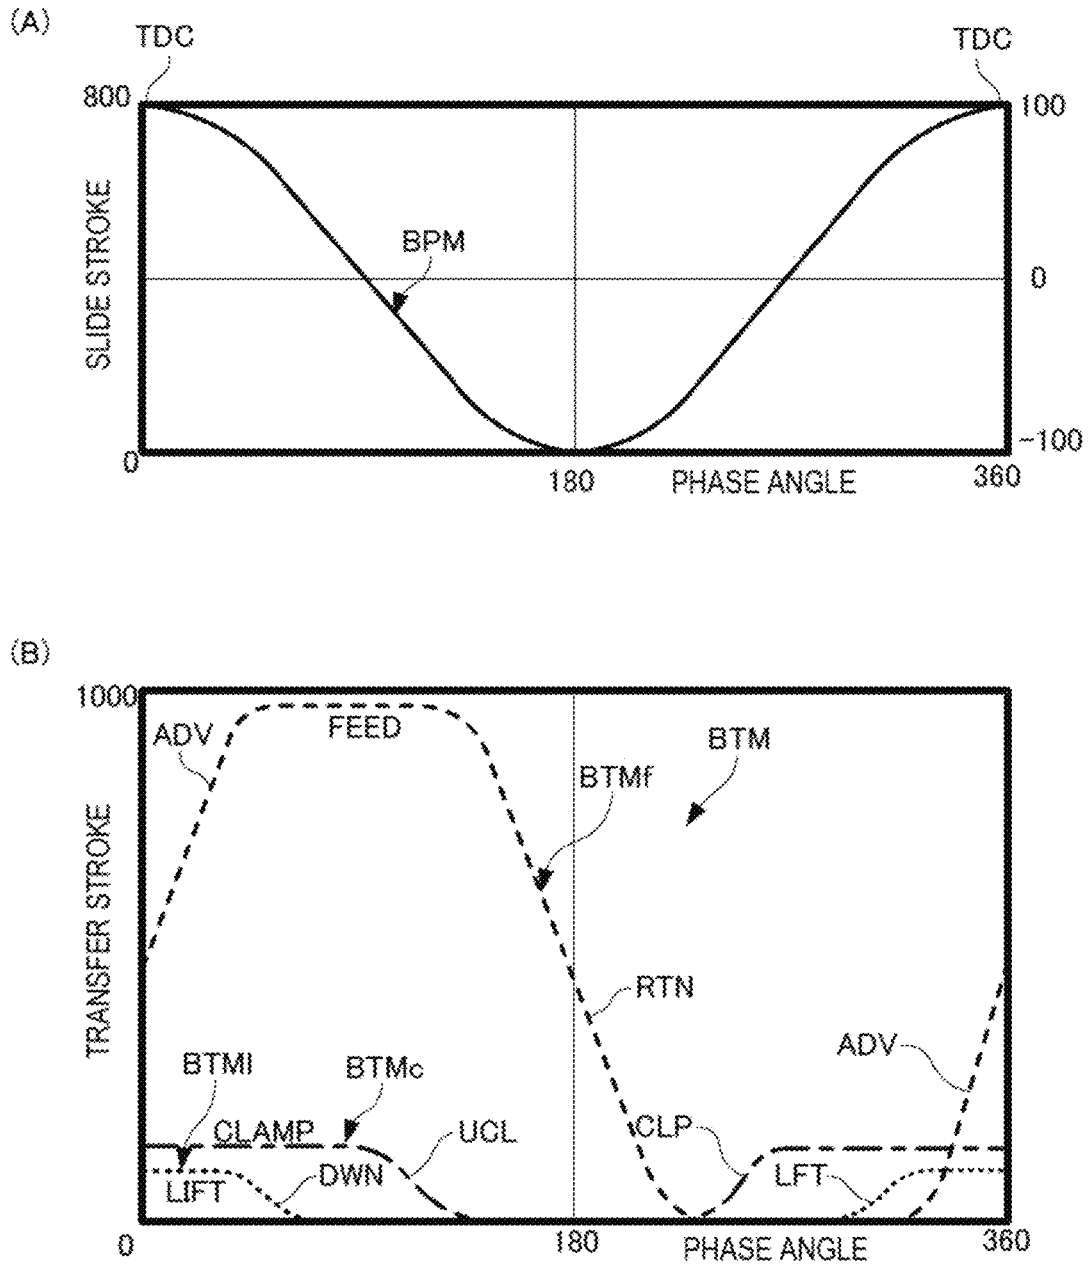 (A)
TDC
TDC
800
100
SLIDE STROKE
BPM
0
-100
0
180
PHASE ANGLE
360
(B)
1000
ADV
FEED
BTM
BTMf
TRANSFER STROKE
RTN
ADV
BTMl
BTMc
CLAMP
UCL
CLP
LIFT
DWN
LFT
0
180
PHASE ANGLE
360